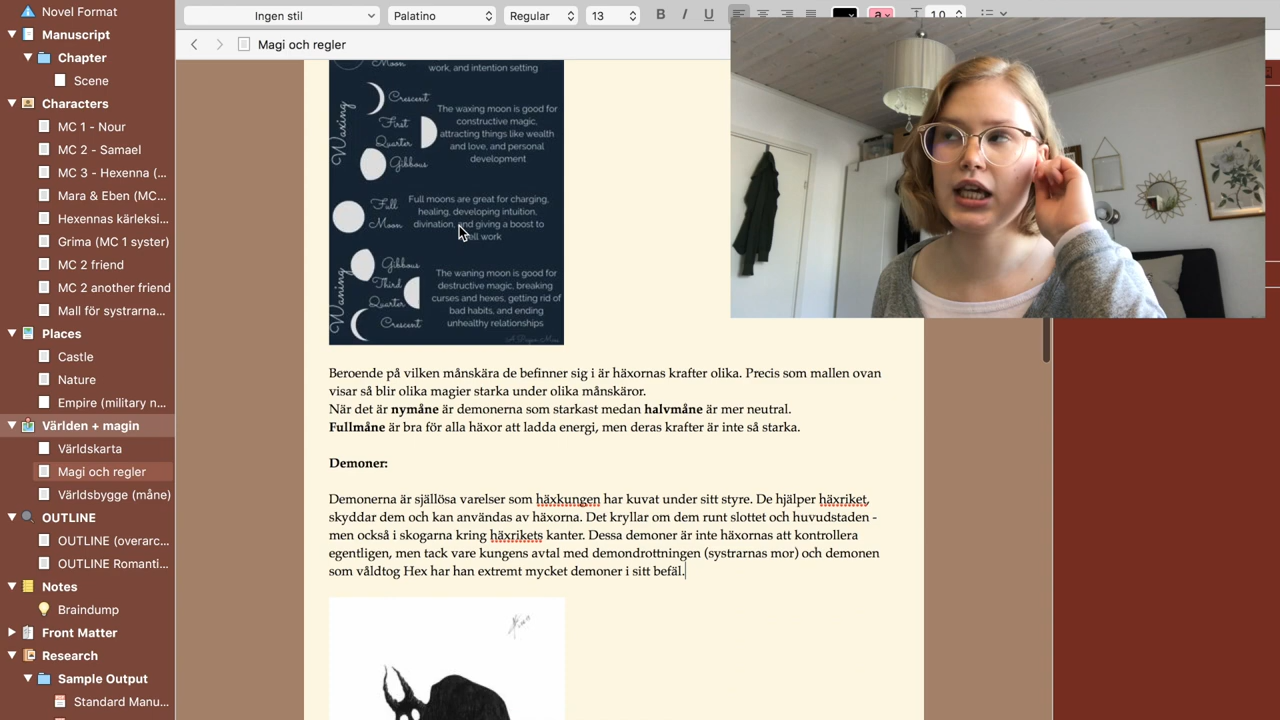 Novel Format
Manuscript
Chapter
Scene
Characters
MC 1 - Nour
MC 2 - Samael
MC 3 - Hexenna (...
Mara & Eben (MC...
Hexennas kärleksi...
Grima (MC 1 syster)
MC 2 friend
MC 2 another friend
Mall för systrarna...
Places
Castle
Nature
Empire (military n...
Världen + magin
Världskarta
Magi och regler
Världsbygge (måne)
OUTLINE
OUTLINE (overarc...
OUTLINE Romanti...
Notes
Braindump
Front Matter
Research
Sample Output
Standard Manu...
Ingen stil
Palatino
Regular
13
B I U
a
1.0
Magi och regler
Moon
work, and intention setting
Waxing
Crescent
First
Quarter
Gibbous
The waxing moon is good for
constructive magic,
attracting things like wealth
and love, and personal
development
Full
Moon
Full moons are great for charging,
healing, developing intuition,
divination, and giving a boost to
work
Waning
Gibbous
Third
Quarter
Crescent
The waning moon is good for
destructive magic, breaking
curses and hexes, getting rid of
bad habits, and ending
unhealthy relationships
Beroende på vilken månskära de befinner sig i är häxornas krafter olika. Precis som mallen ovan
visar så blir olika magier starka under olika månskäror.
När det är nymåne är demonerna som starkast medan halvmåne är mer neutral.
Fullmåne är bra för alla häxor att ladda energi, men deras krafter är inte så starka.
Demoner:
Demonerna är själlösa varelser som häxkungen har kuvat under sitt styre. De hjälper häxriket,
skyddar dem och kan användas av häxorna. Det kryllar om dem runt slottet och huvudstaden -
men också i skogarna kring häxrikets kanter. Dessa demoner är inte häxornas att kontrollera
egentligen, men tack vare kungens avtal med demondrottningen (systrarnas mor) och demonen
som våldtog Hex har han extremt mycket demoner i sitt befäl.